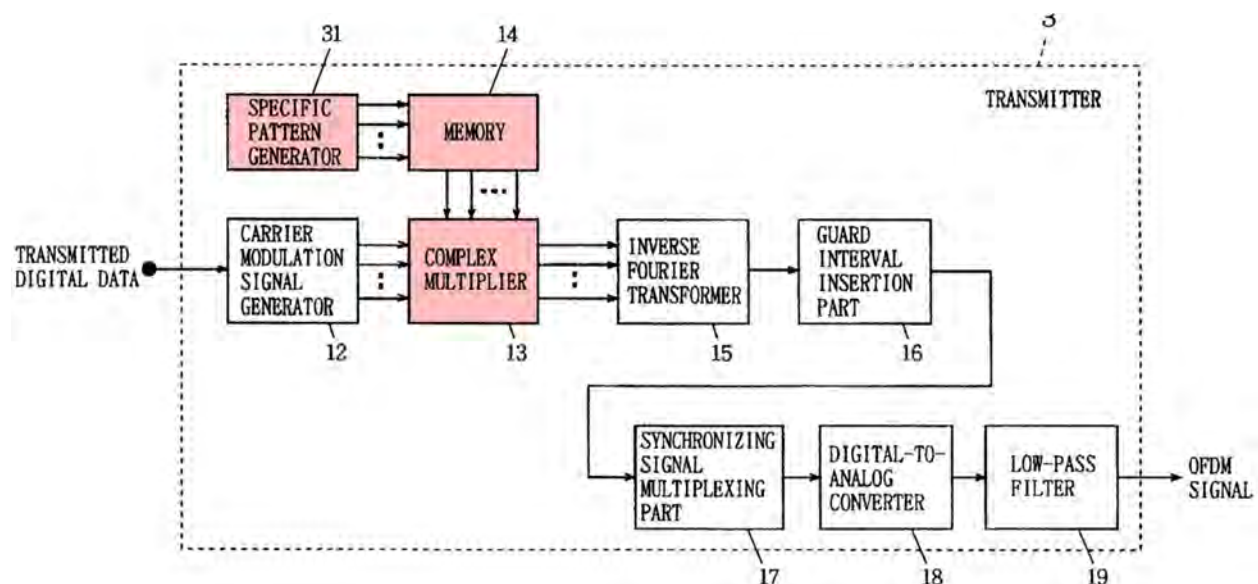 3
31
14
TRANSMITTER
SPECIFIC
PATTERN
GENERATOR
MEMORY
TRANSMITTED
DIGITAL DATA
CARRIER
MODULATION
SIGNAL
GENERATOR
COMPLEX
MULTIPLIER
INVERSE
FOURIER
TRANSFORMER
GUARD
INTERVAL
INSERTION
PART
12
13
15
16
SYNCHRONIZING
SIGNAL
MULTIPLEXING
PART
DIGITAL-TO-
ANALOG
CONVERTER
LOW-PASS
FILTER
OFDM
SIGNAL
17
18
19